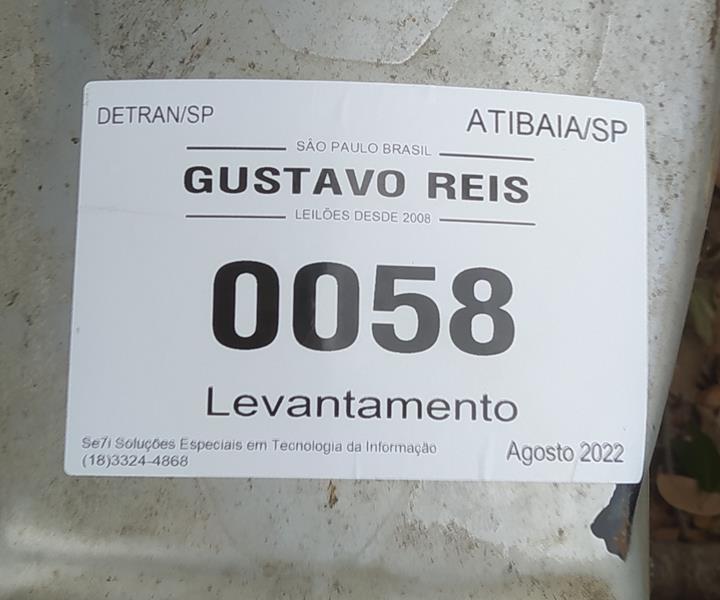 DETRAN/SP
ATIBAIA/SP
SÃO PAULO BRASIL
GUSTAVO REIS
LEILÕES DESDE 2008
0058
Levantamento
Se7i Soluções Especiais em Tecnologia da Informação
(18)3324-4868
Agosto 2022